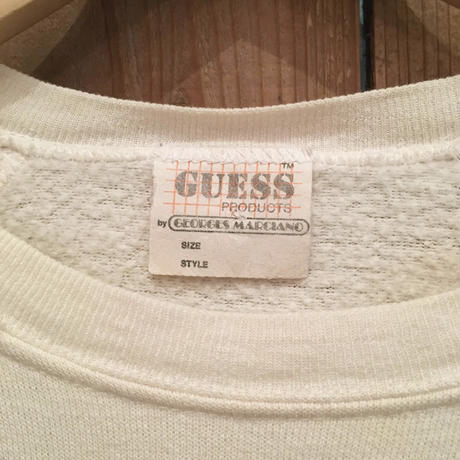 GUESS™
PRODUCTS
by GEORGES MARCIANO
SIZE
STYLE